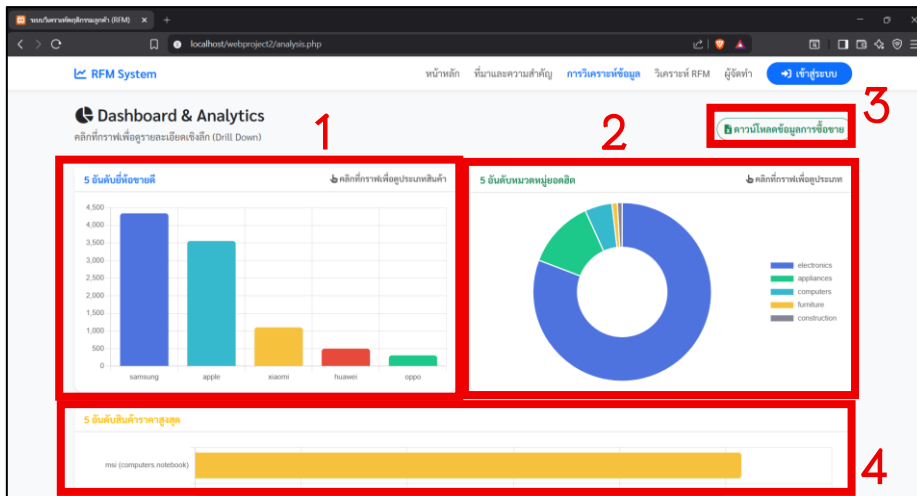 ระบบวิเคราะห์พฤติกรรมลูกค้า (RFM)
localhost/webproject2/analysis.php
RFM System
หน้าหลัก ที่มาและความสำคัญ การวิเคราะห์ข้อมูล วิเคราะห์ RFM ผู้จัดทำ เข้าสู่ระบบ
Dashboard & Analytics
คลิกที่กราฟเพื่อดูรายละเอียดเชิงลึก (Drill Down)
1
2
3
ดาวน์โหลดข้อมูลการซื้อขาย
5 อันดับยี่ห้อขายดี
คลิกที่กราฟเพื่อดูประเภทสินค้า
4,500
4,000
3,500
3,000
2,500
2,000
1,500
1,000
500
0
samsung apple xiaomi huawei oppo
5 อันดับหมวดหมู่ยอดฮิต
คลิกที่กราฟเพื่อดูประเภท
electronics
appliances
computers
furniture
construction
5 อันดับสินค้าราคาสูงสุด
msi (computers notebook)
4